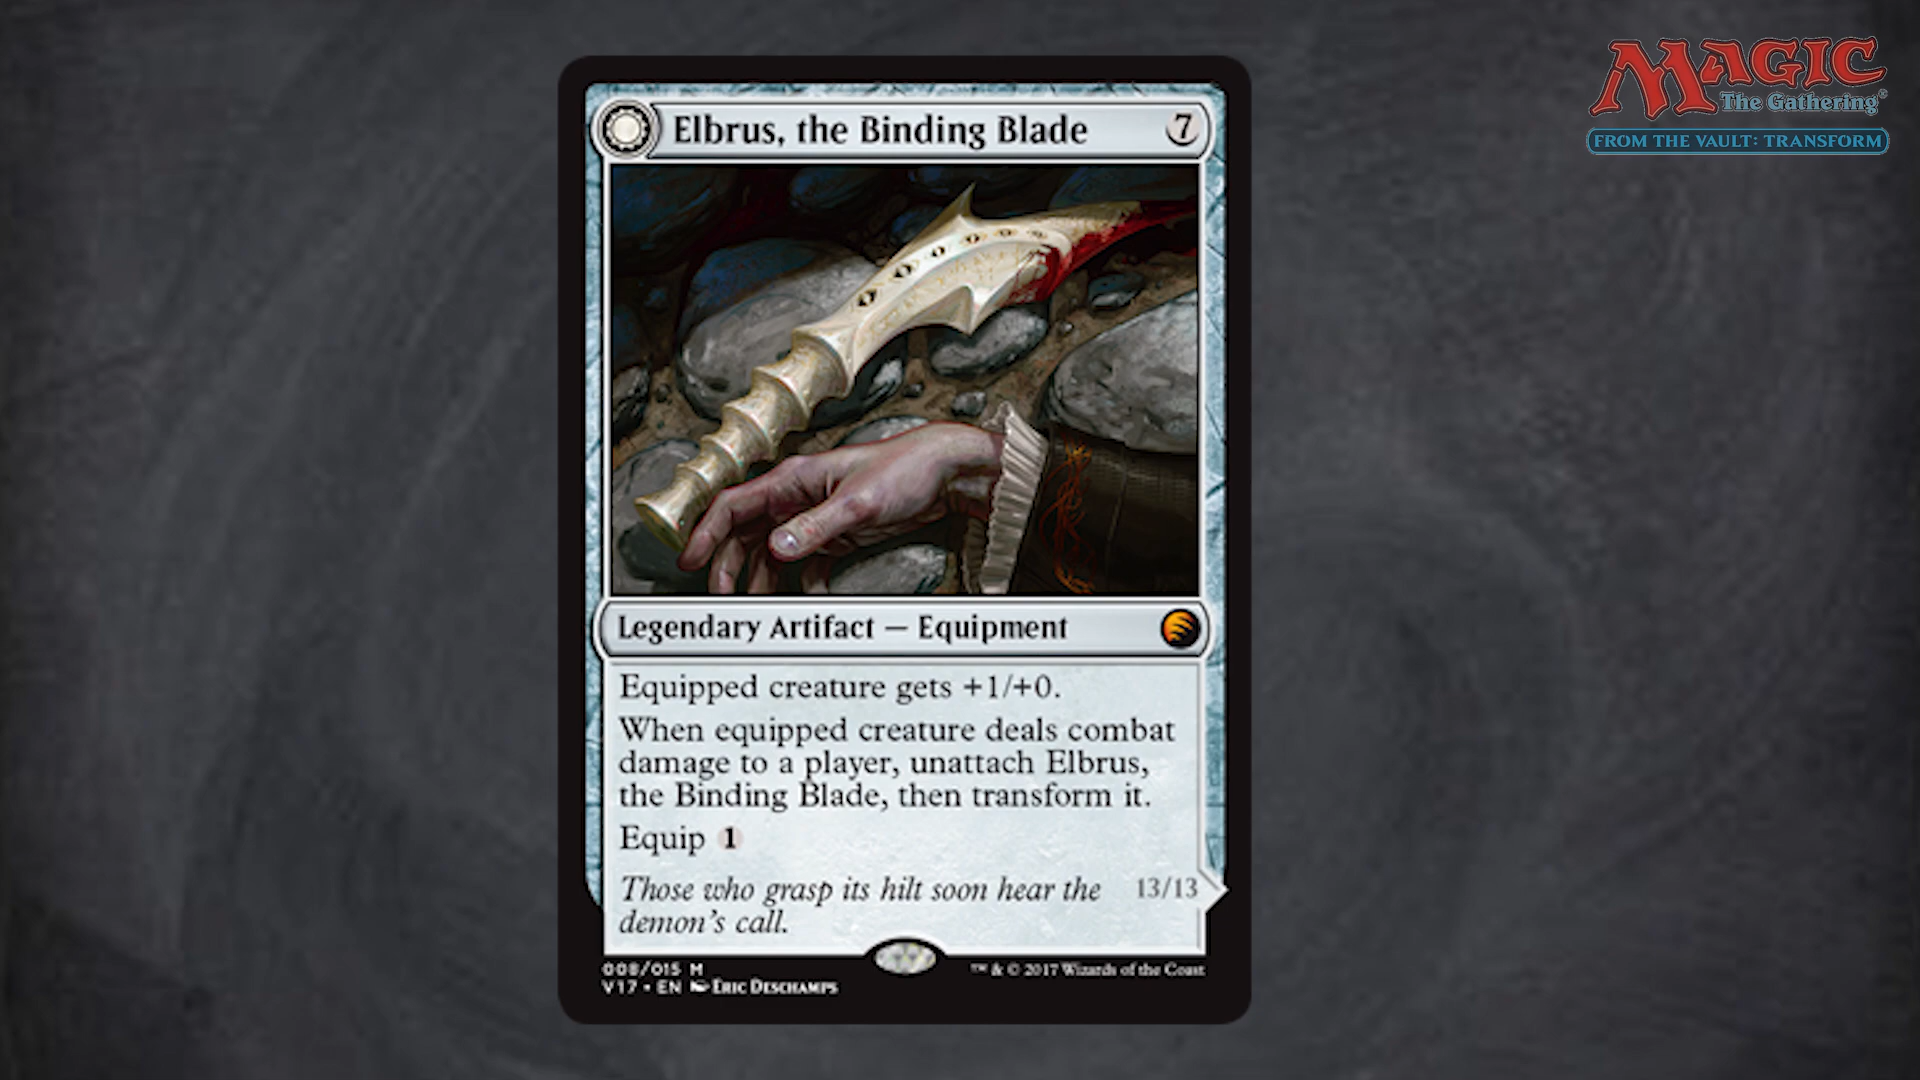 MAGIC
The Gathering®
FROM THE VAULT: TRANSFORM
Elbrus, the Binding Blade 7
Legendary Artifact — Equipment
Equipped creature gets +1/+0.
When equipped creature deals combat
damage to a player, unattach Elbrus,
the Binding Blade, then transform it.
Equip 1
Those who grasp its hilt soon hear the
demon's call.
13/13
008/015 M
V17 • EN ERIC DESCHAMPS
™ & © 2017 Wizards of the Coast